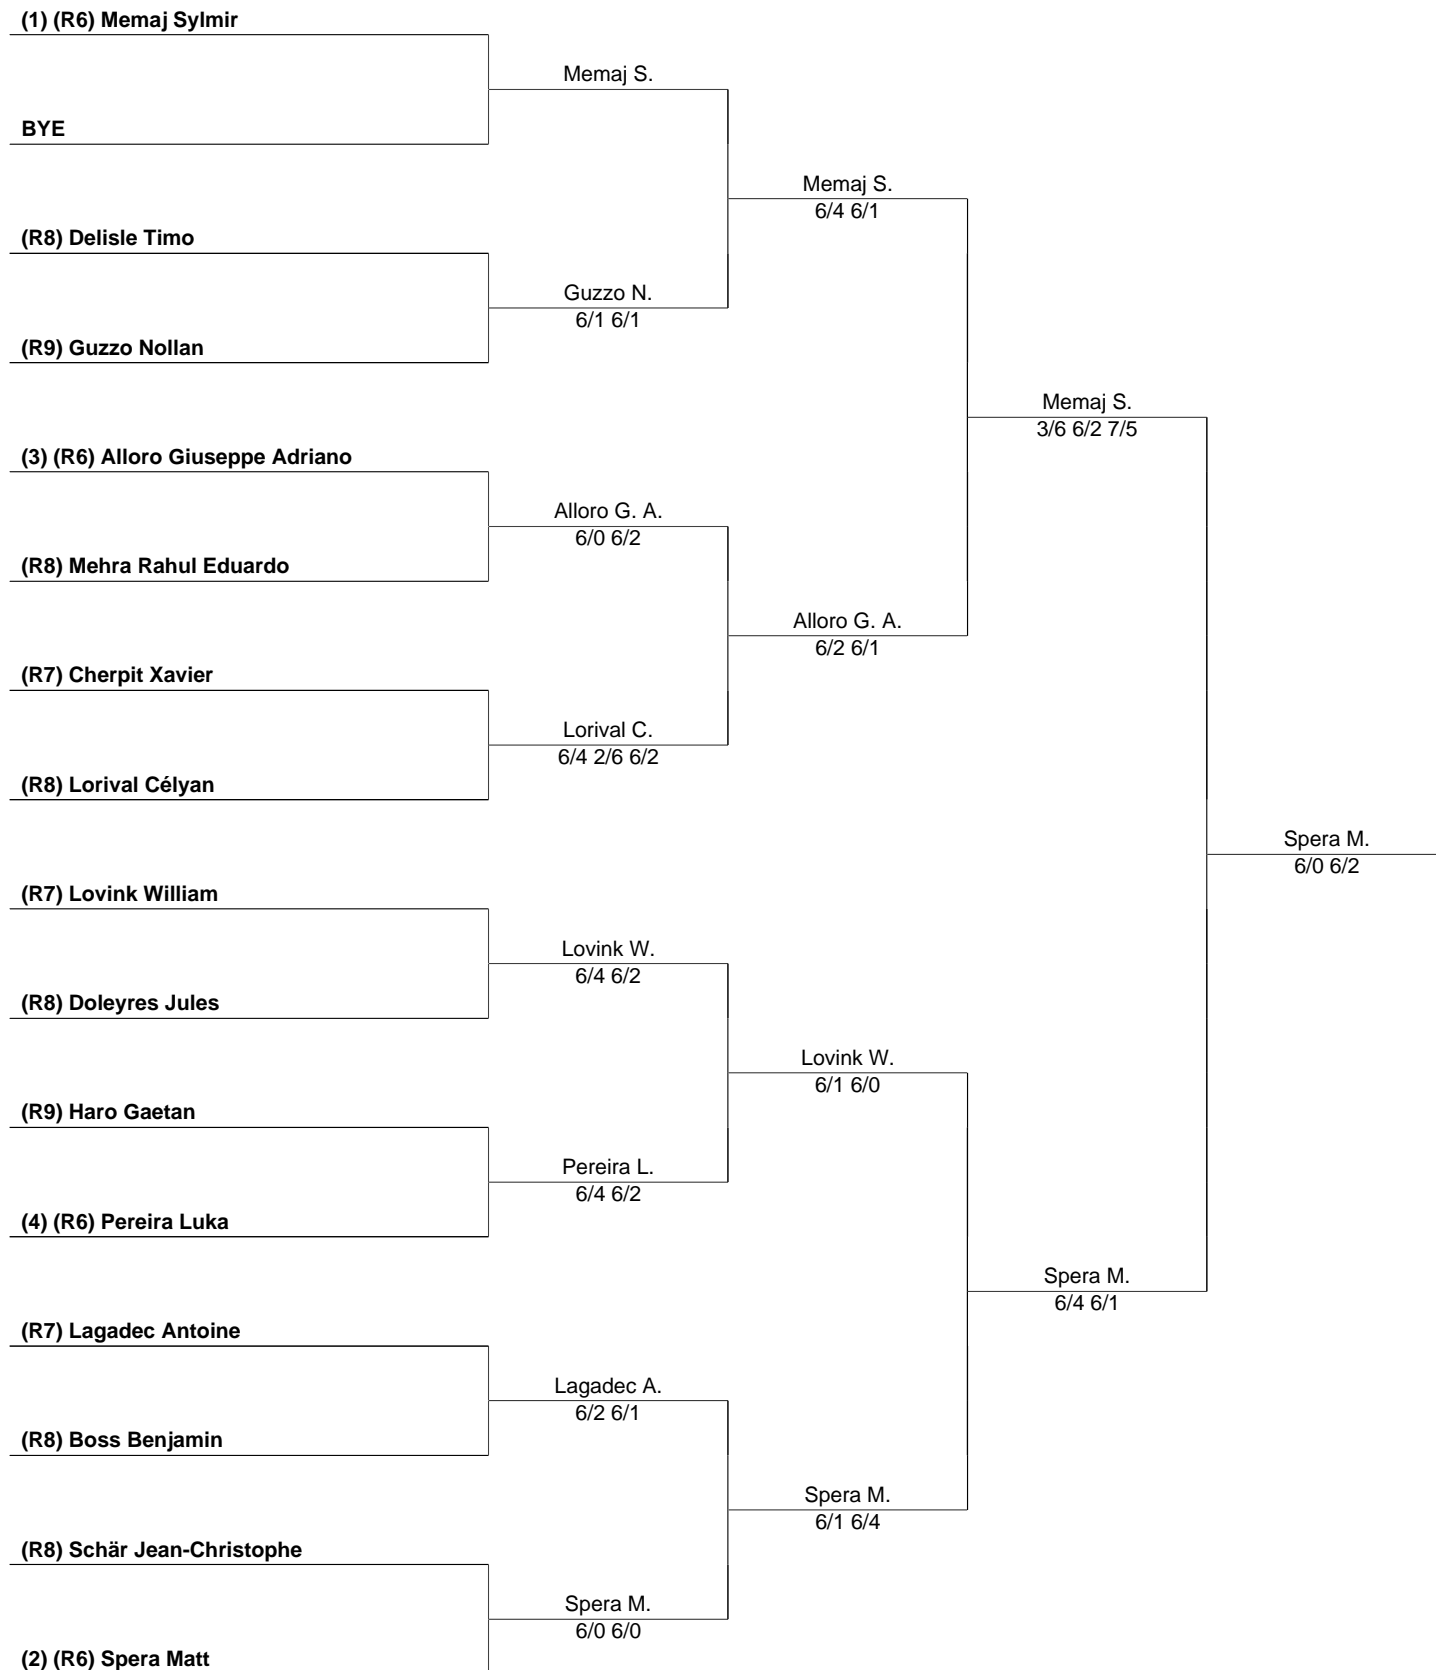 (1) (R6) Memaj Sylmir
Memaj S.
BYE
Memaj S.
6/4 6/1
(R8) Delisle Timo
Guzzo N.
6/1 6/1
(R9) Guzzo Nollan
Memaj S.
3/6 6/2 7/5
(3) (R6) Alloro Giuseppe Adriano
Alloro G. A.
6/0 6/2
(R8) Mehra Rahul Eduardo
Alloro G. A.
6/2 6/1
(R7) Cherpit Xavier
Lorival C.
6/4 2/6 6/2
(R8) Lorival Célyan
Spera M.
6/0 6/2
(R7) Lovink William
Lovink W.
6/4 6/2
(R8) Doleyres Jules
Lovink W.
6/1 6/0
(R9) Haro Gaetan
Pereira L.
6/4 6/2
(4) (R6) Pereira Luka
Spera M.
6/4 6/1
(R7) Lagadec Antoine
Lagadec A.
6/2 6/1
(R8) Boss Benjamin
Spera M.
6/1 6/4
(R8) Schär Jean-Christophe
Spera M.
6/0 6/0
(2) (R6) Spera Matt